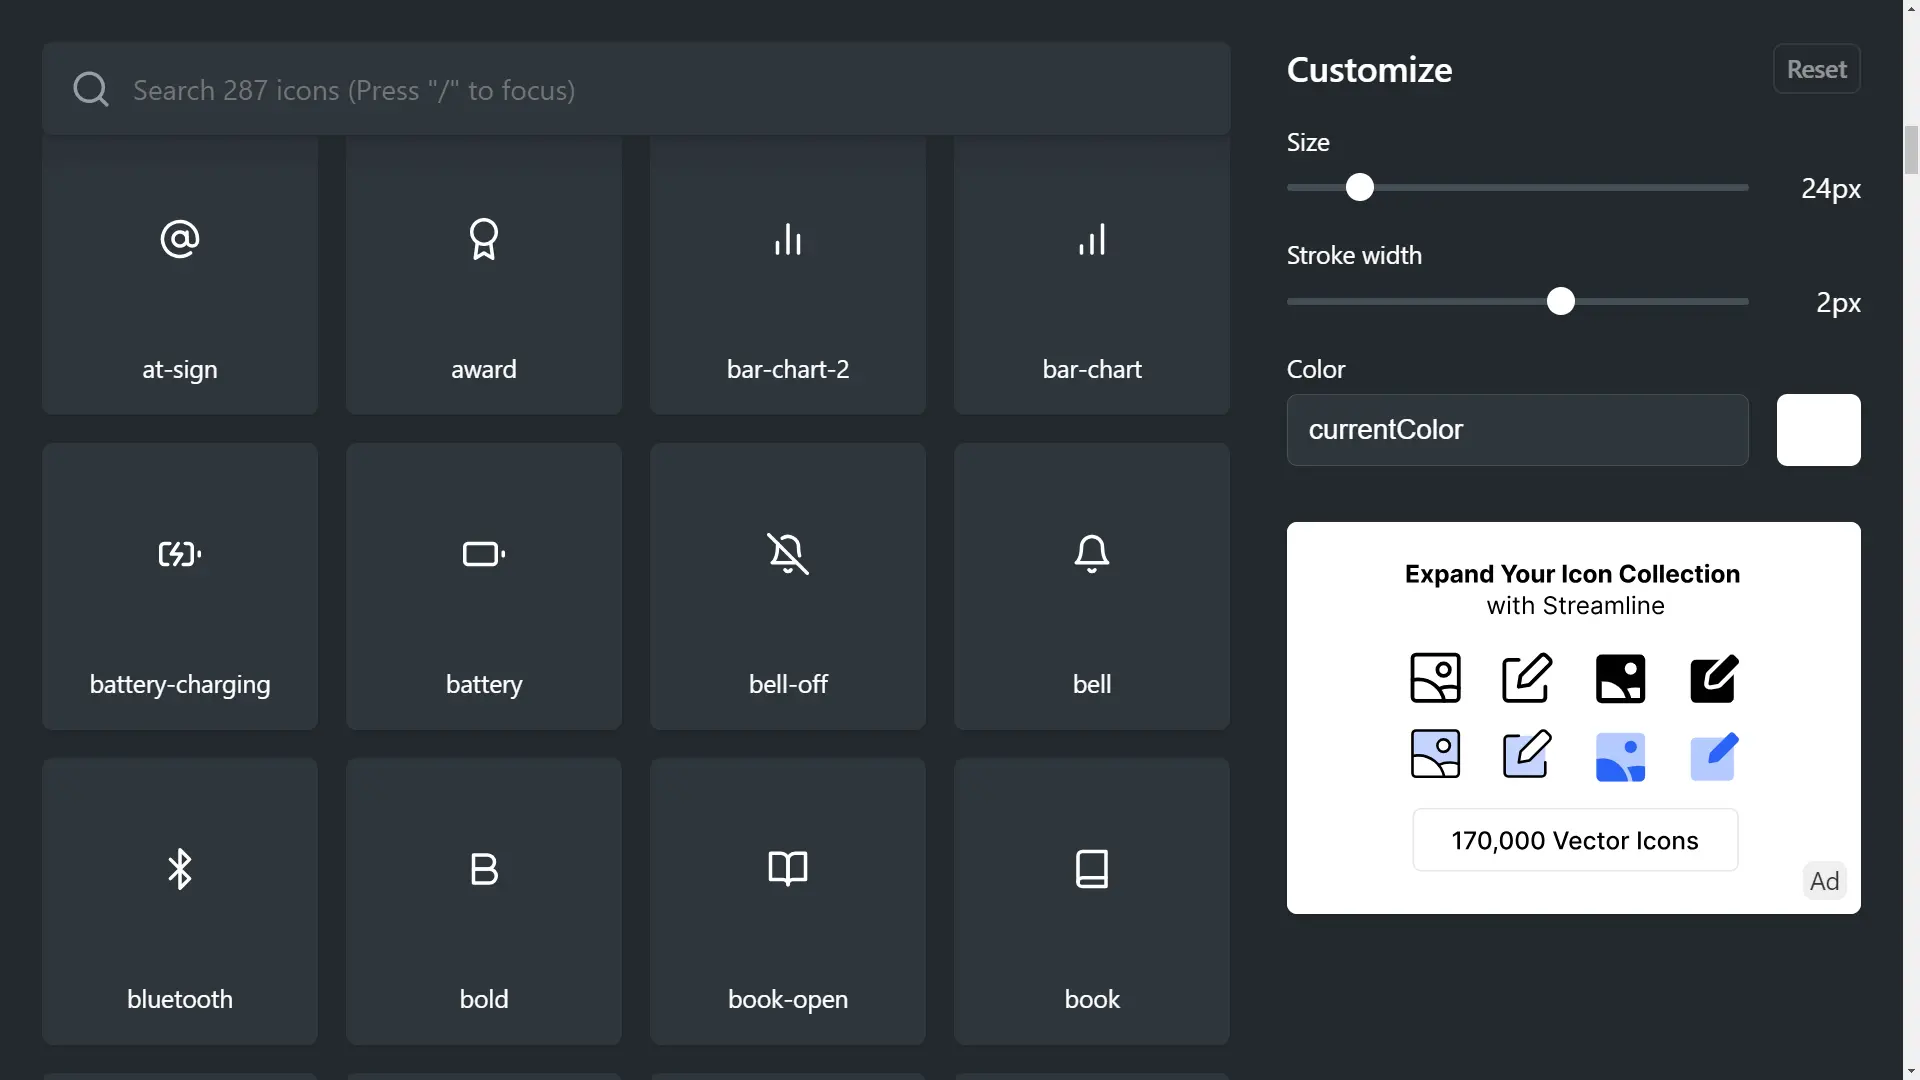 Search 287 icons (Press "/" to focus)
at-sign
award
bar-chart-2
bar-chart
battery-charging
battery
bell-off
bell
bluetooth
bold
book-open
book
Customize
Reset
Size
24px
Stroke width
2px
Color
currentColor
Expand Your Icon Collection
with Streamline
170,000 Vector Icons
Ad